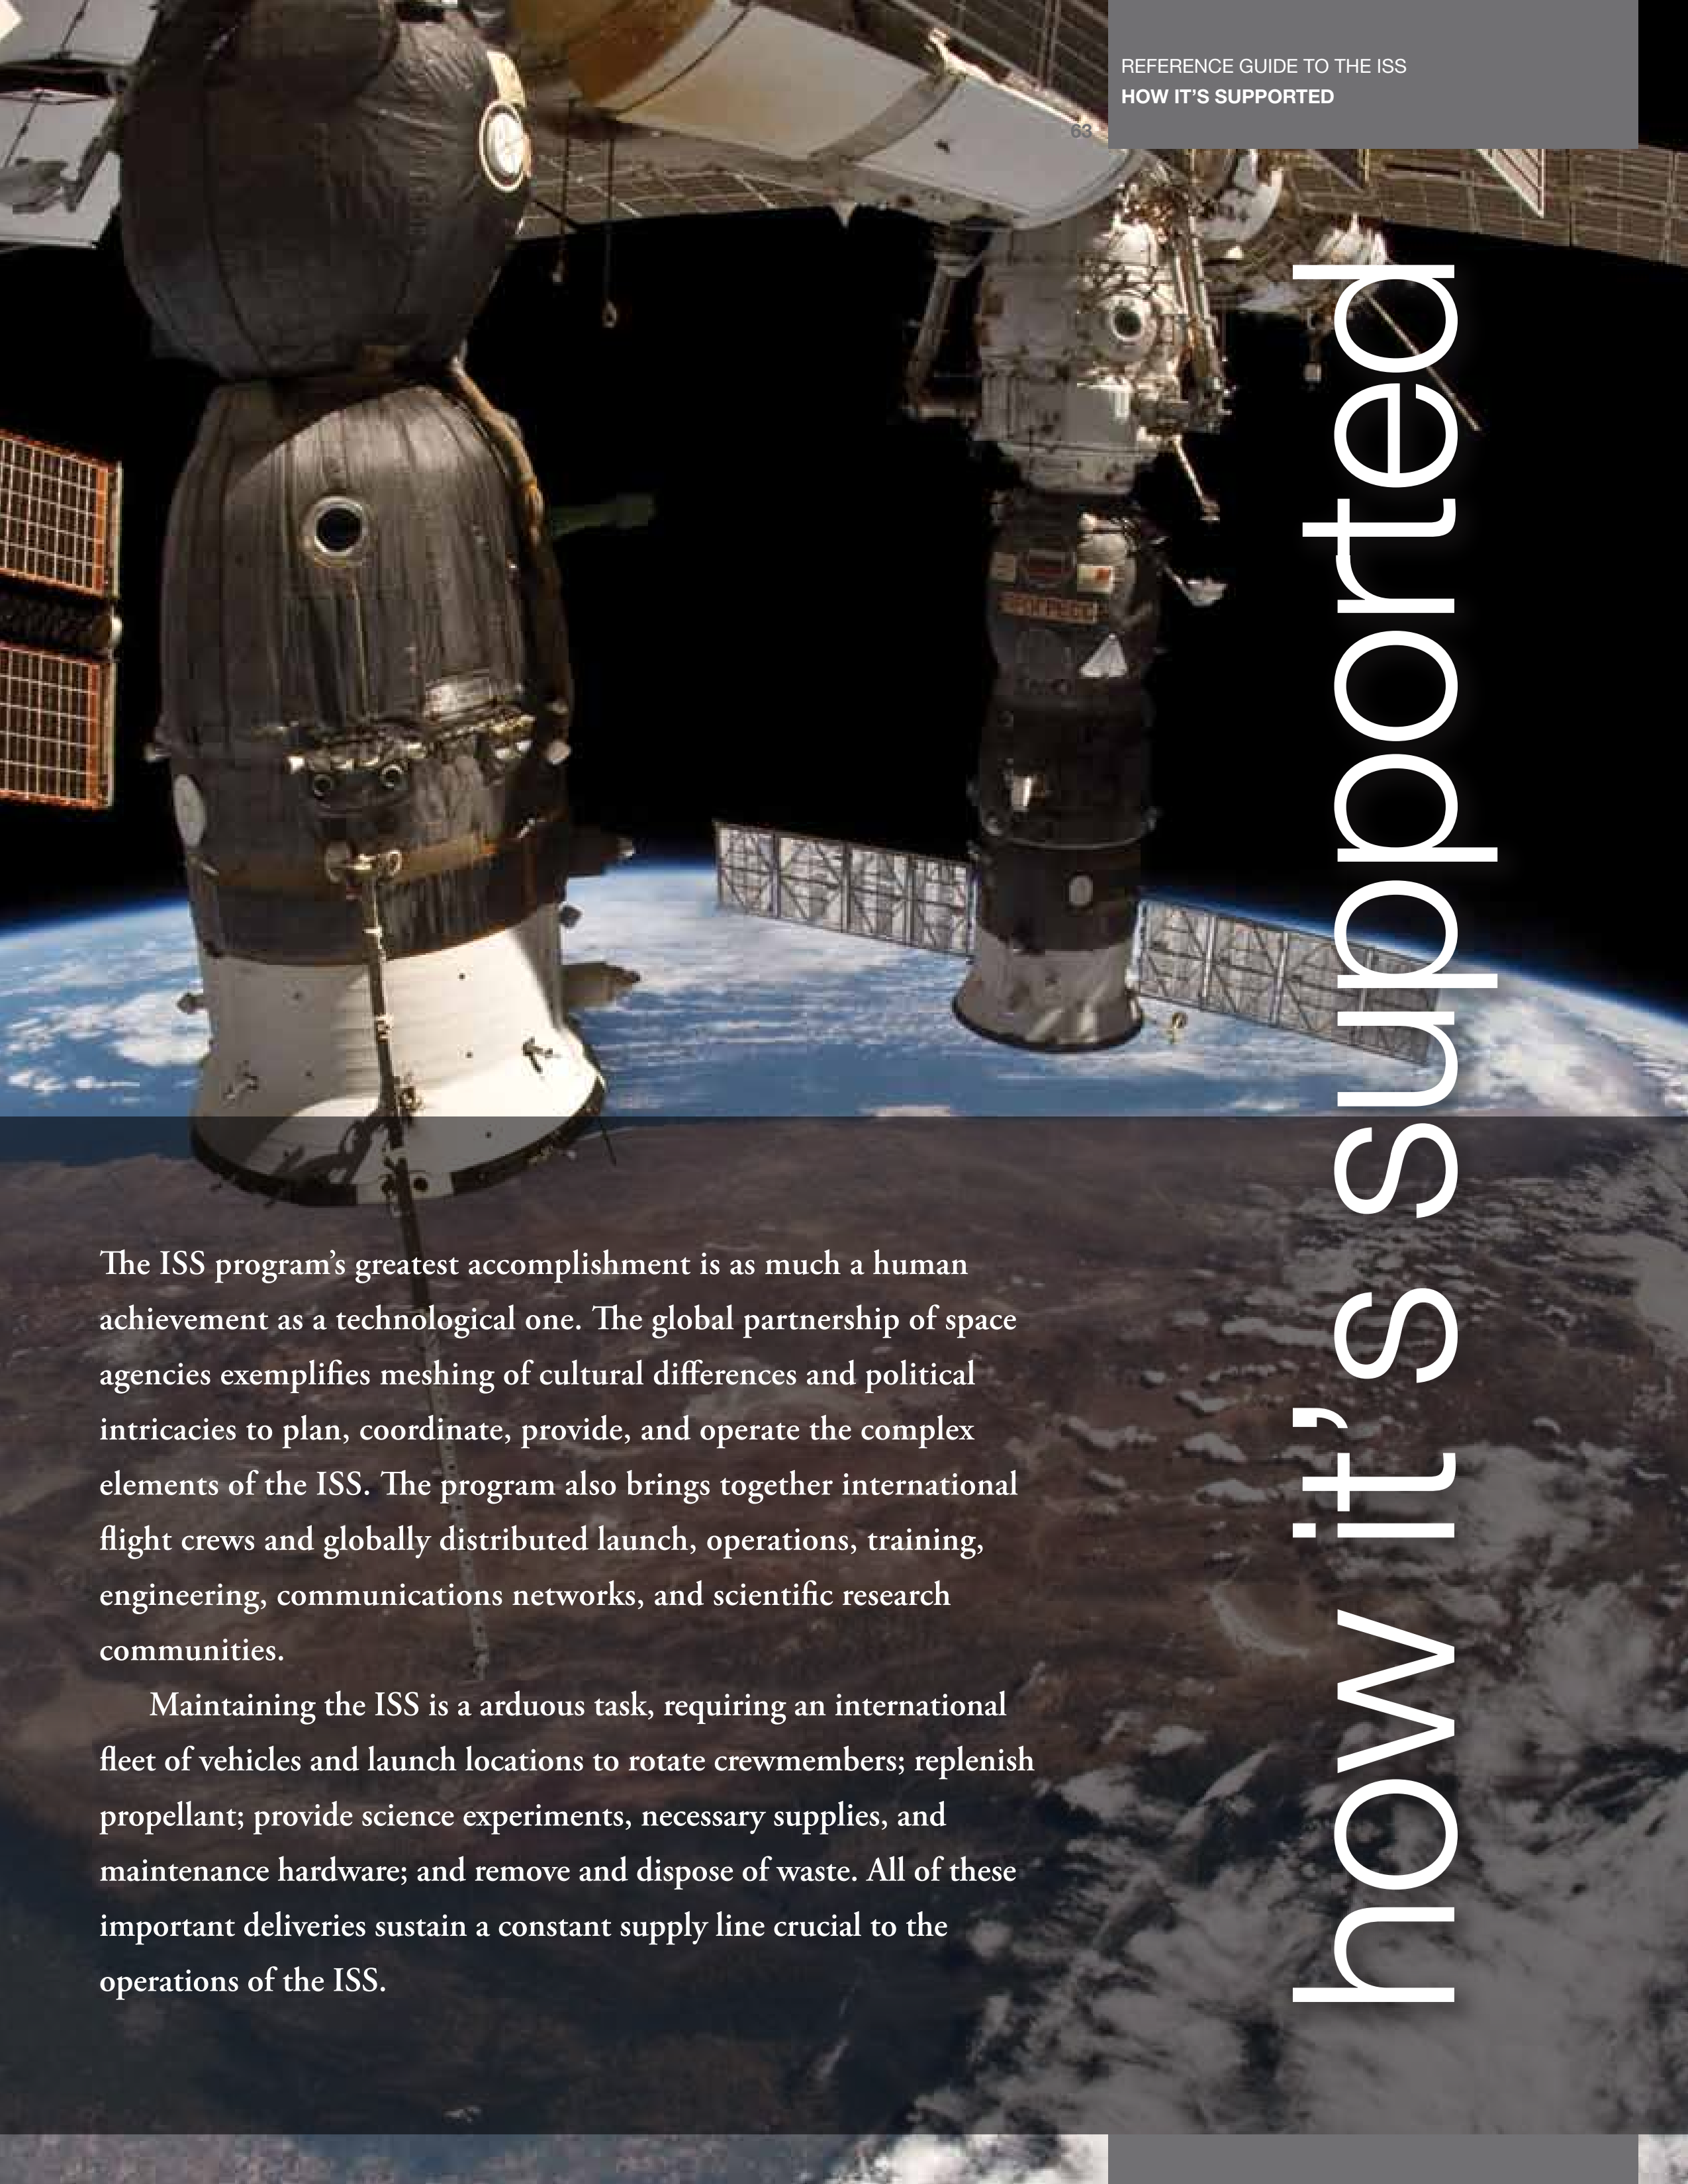 REFERENCE GUIDE TO THE ISS
HOW IT’S SUPPORTED
63
how it’s supported
The ISS program’s greatest accomplishment is as much a human
achievement as a technological one. The global partnership of space
agencies exemplifies meshing of cultural differences and political
intricacies to plan, coordinate, provide, and operate the complex
elements of the ISS. The program also brings together international
flight crews and globally distributed launch, operations, training,
engineering, communications networks, and scientific research
communities.
Maintaining the ISS is a arduous task, requiring an international
fleet of vehicles and launch locations to rotate crewmembers; replenish
propellant; provide science experiments, necessary supplies, and
maintenance hardware; and remove and dispose of waste. All of these
important deliveries sustain a constant supply line crucial to the
operations of the ISS.